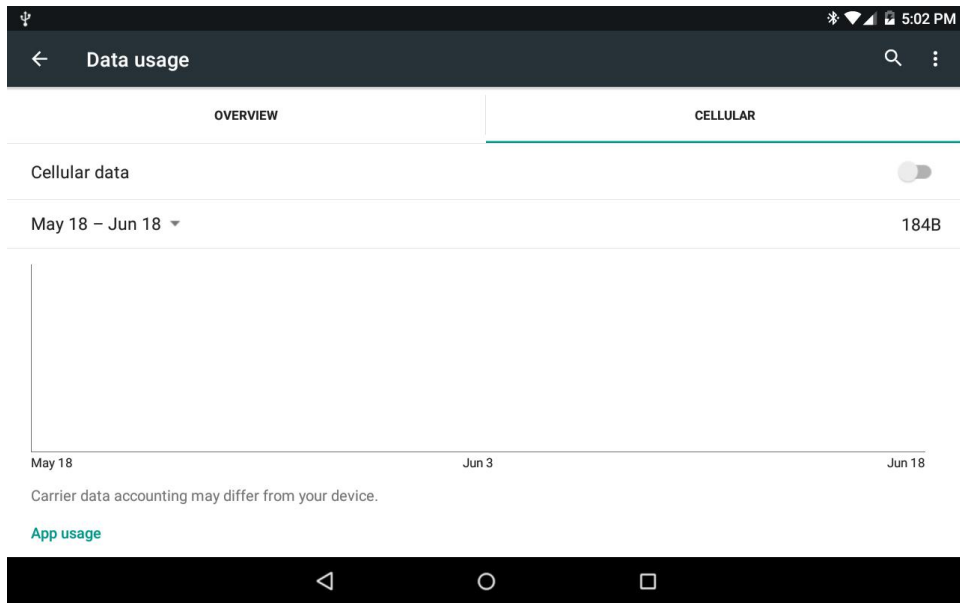 5:02 PM
Data usage
OVERVIEW CELLULAR
Cellular data
May 18 – Jun 18 184B
May 18 Jun 3 Jun 18
Carrier data accounting may differ from your device.
App usage